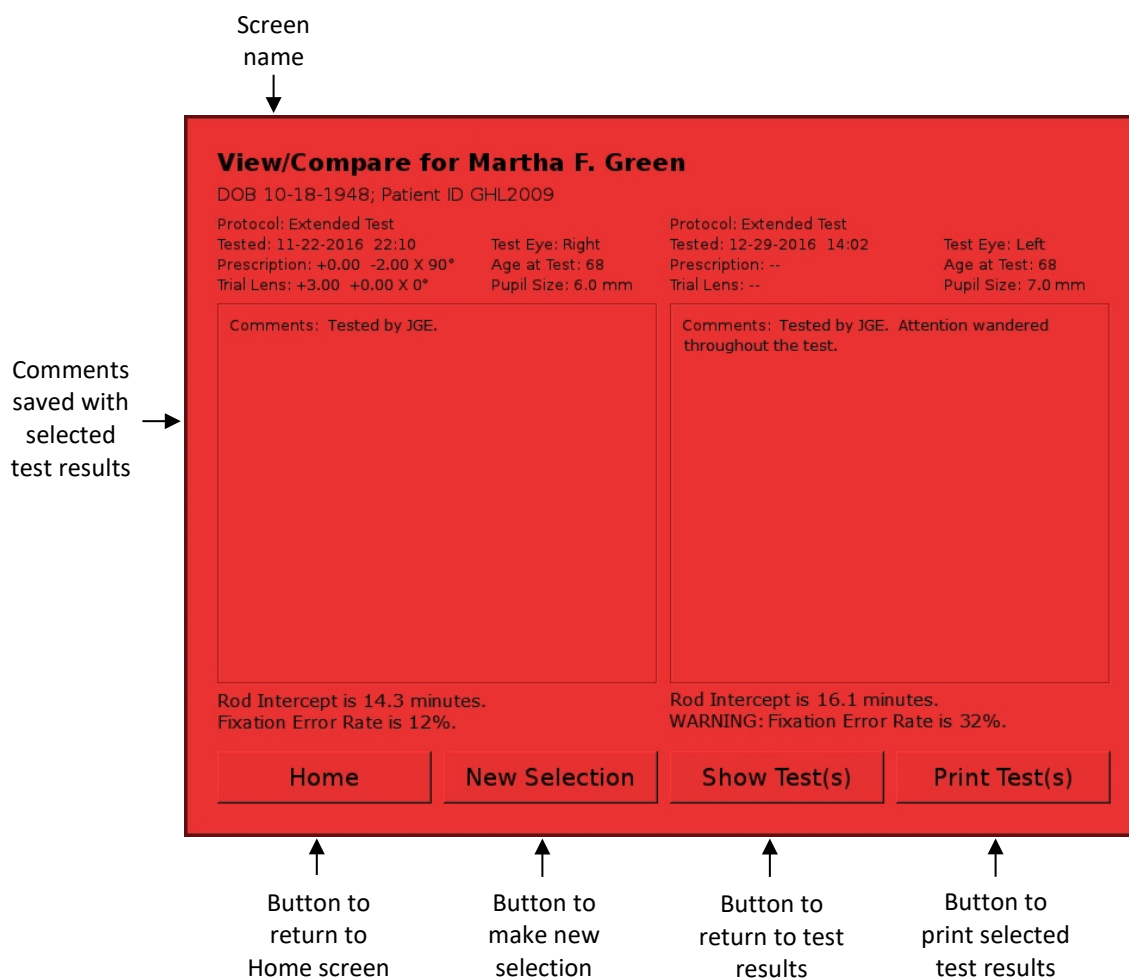 Screen
name
View/Compare for Martha F. Green
DOB 10-18-1948; Patient ID GHL2009
Protocol: Extended Test
Tested: 11-22-2016  22:10
Test Eye: Right
Prescription: +0.00  -2.00 X 90°
Age at Test: 68
Trial Lens: +3.00  +0.00 X 0°
Pupil Size: 6.0 mm
Protocol: Extended Test
Tested: 12-29-2016  14:02
Test Eye: Left
Prescription: --
Age at Test: 68
Trial Lens: --
Pupil Size: 7.0 mm
Comments
saved with
selected
test results
Comments:  Tested by JGE.
Comments:  Tested by JGE.  Attention wandered
throughout the test.
Rod Intercept is 14.3 minutes.
Fixation Error Rate is 12%.
Rod Intercept is 16.1 minutes.
WARNING: Fixation Error Rate is 32%.
Home
New Selection
Show Test(s)
Print Test(s)
Button to
return to
Home screen
Button to
make new
selection
Button to
return to test
results
Button to
print selected
test results